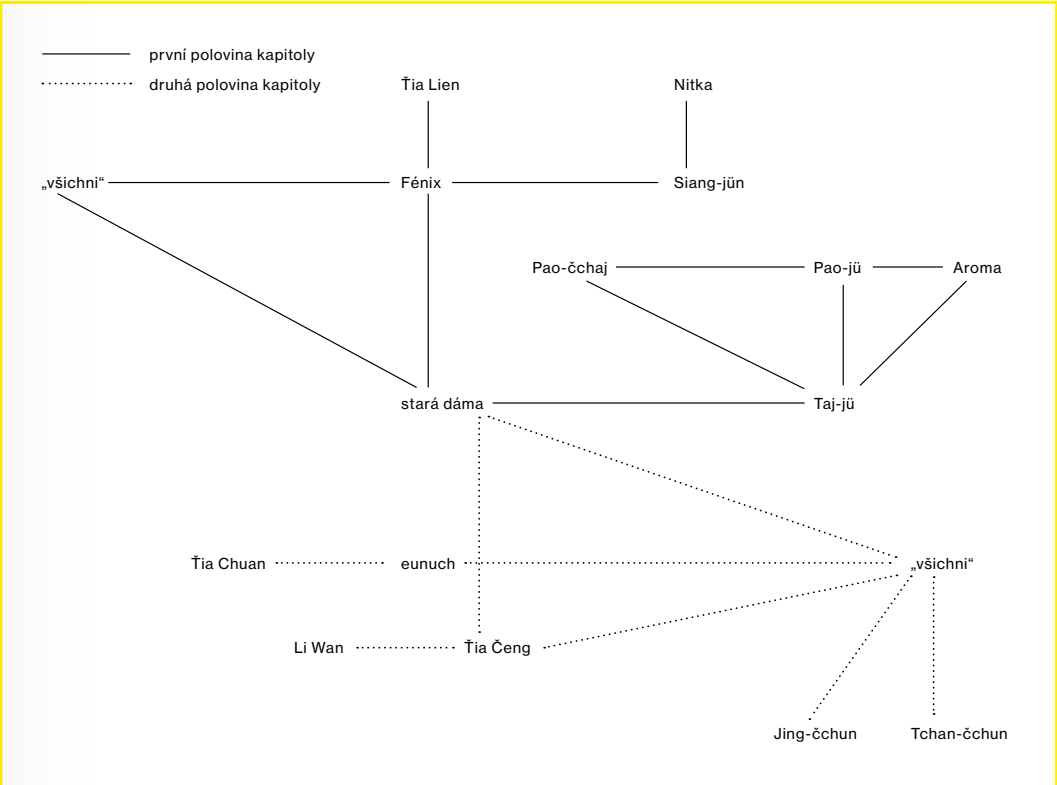 první polovina kapitoly
druhá polovina kapitoly
Ťia Lien
Nitka
„všichni“
Fénix
Siang-jün
Pao-čchaj
Pao-jü
Aroma
stará dáma
Taj-jü
Ťia Chuan
eunuch
„všichni“
Li Wan
Ťia Čeng
Jing-čchun
Tchan-čchun